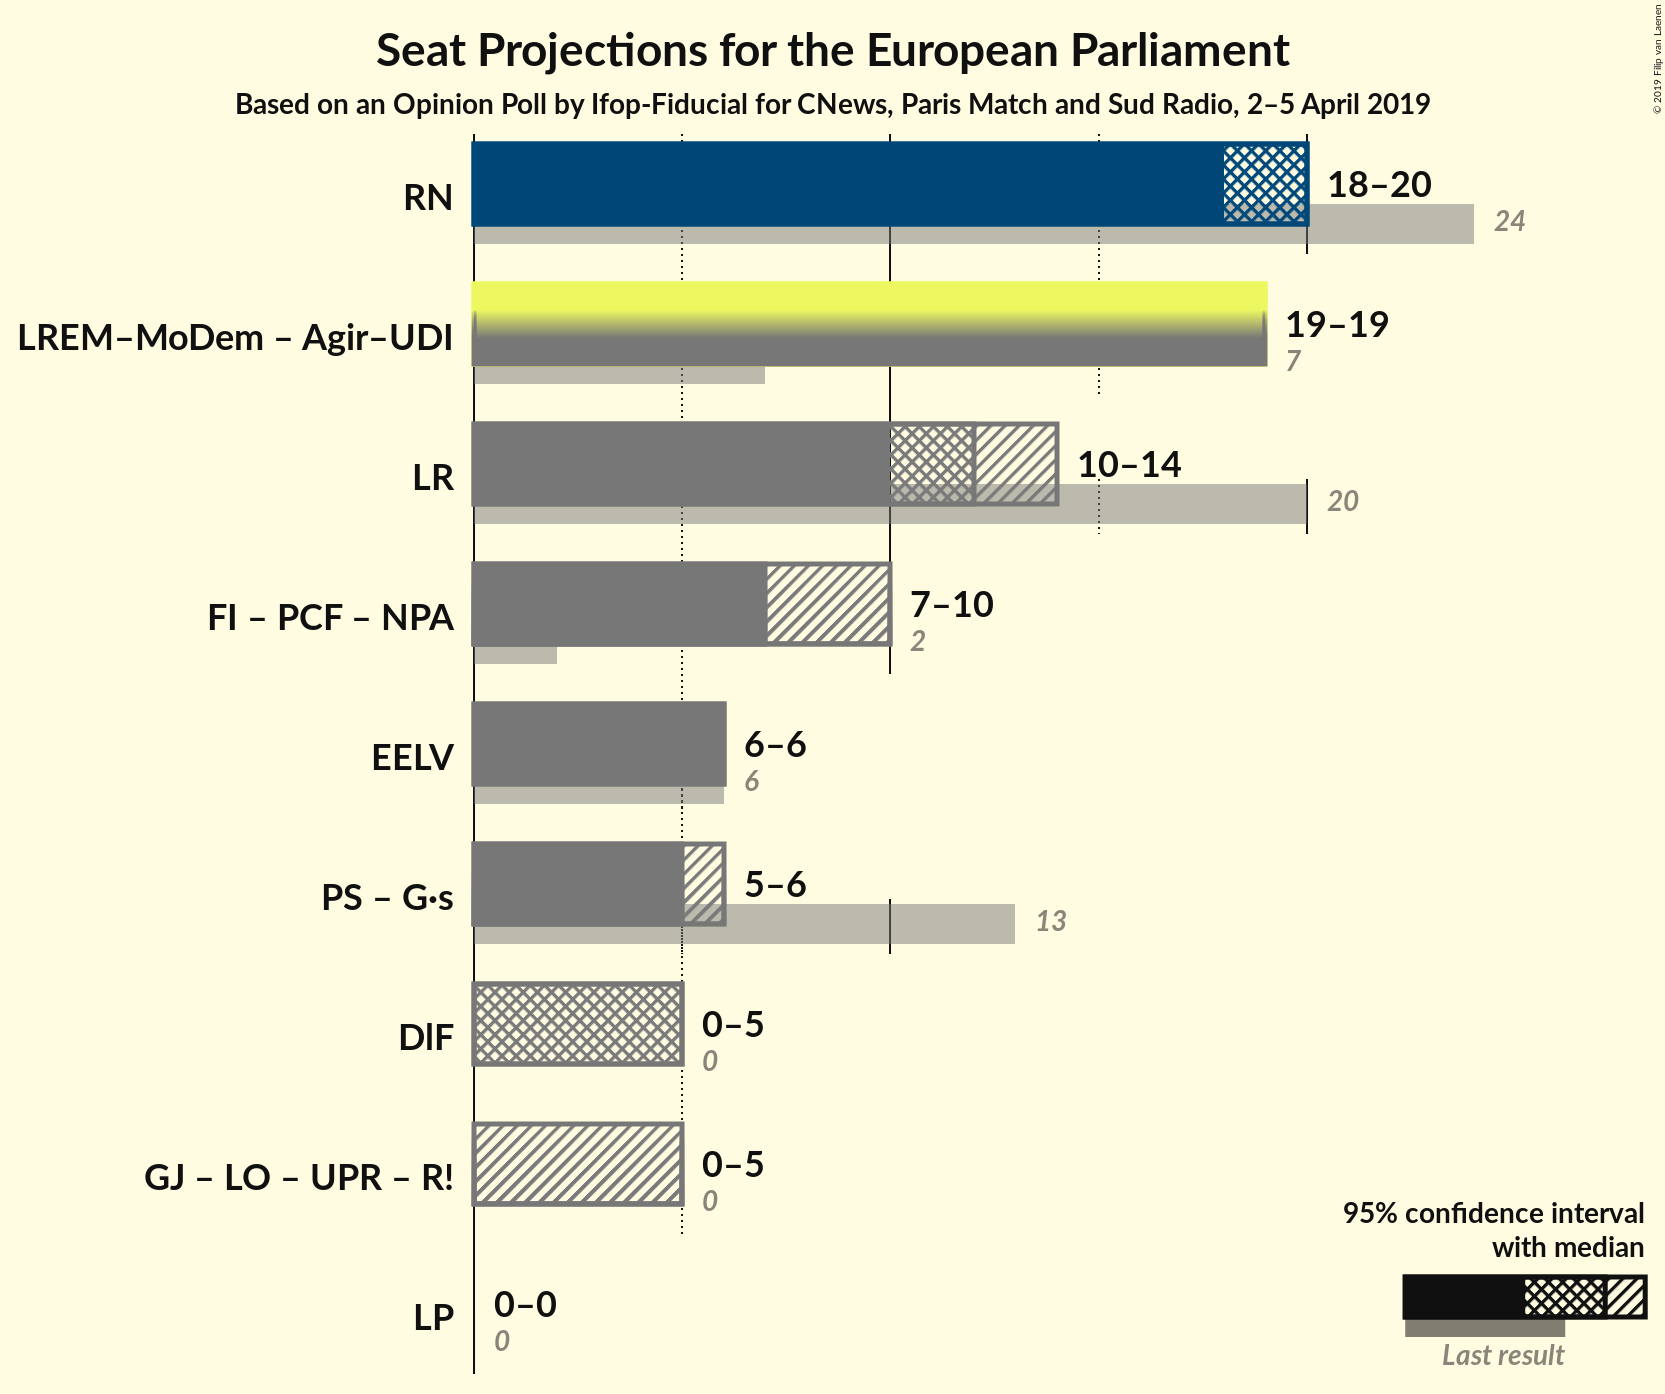 Seat Projections for the European Parliament
Based on an Opinion Poll by Ifop-Fiducial for CNews, Paris Match and Sud Radio, 2–5 April 2019
© 2019 Filip van Laenen
RN
18–20
24
LREM–MoDem – Agir–UDI
19–19
7
LR
10–14
20
FI – PCF – NPA
7–10
2
EELV
6–6
6
PS – G·s
5–6
13
DlF
0–5
0
GJ – LO – UPR – R!
0–5
0
LP
0–0
0
95% confidence interval
with median
Last result